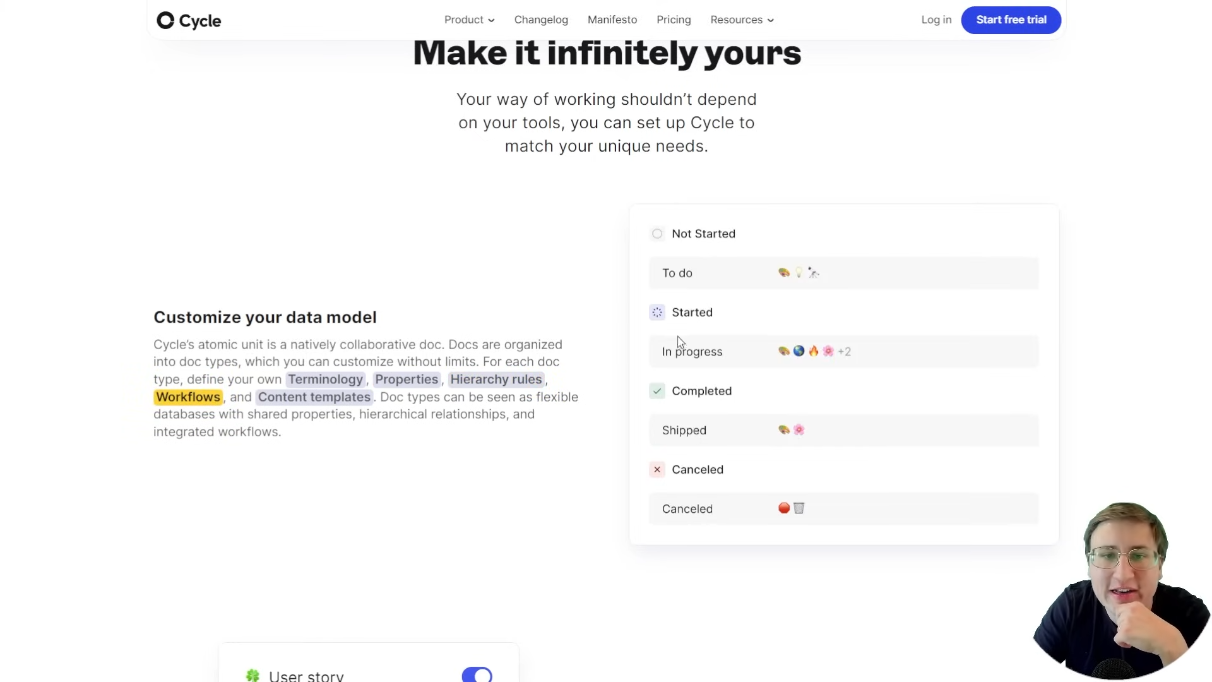 Cycle
Product
Changelog
Manifesto
Pricing
Resources
Log in
Start free trial
Make it infinitely yours
Your way of working shouldn't depend
on your tools, you can set up Cycle to
match your unique needs.
Customize your data model
Cycle's atomic unit is a natively collaborative doc. Docs are organized
into doc types, which you can customize without limits. For each doc
type, define your own Terminology, Properties, Hierarchy rules,
Workflows, and Content templates. Doc types can be seen as flexible
databases with shared properties, hierarchical relationships, and
integrated workflows.
Not Started
To do
Started
In progress +2
Completed
Shipped
Canceled
Canceled
User story